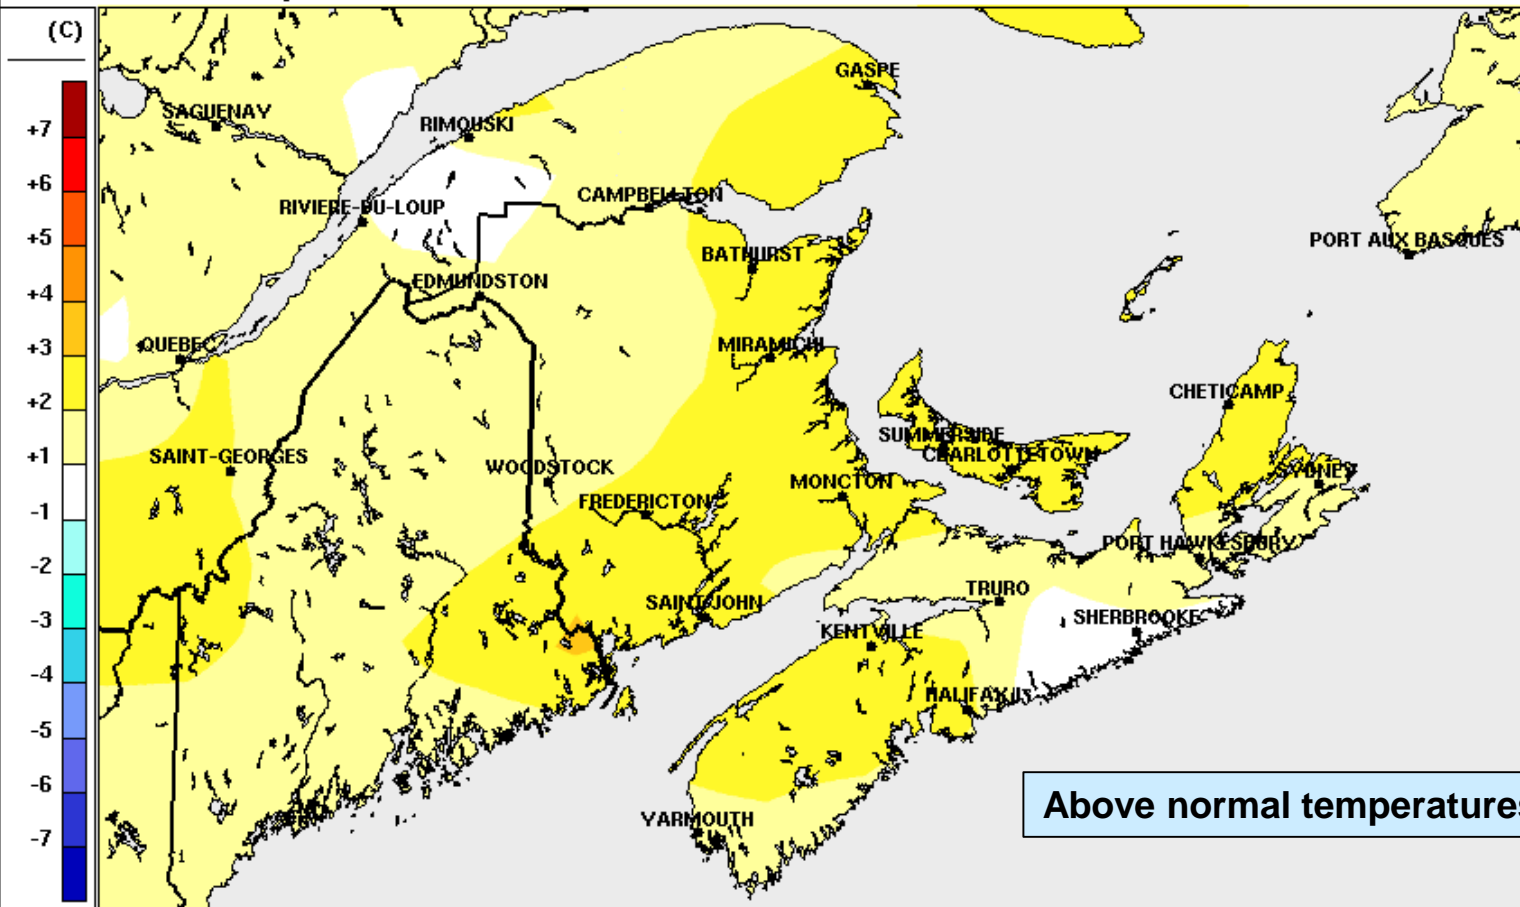 (C)
+7
+6
+5
+4
+3
+2
+1
-1
-2
-3
-4
-5
-6
-7
GASPE
SAGUENAY
RIMOUSKI
CAMPBELLTON
RIVIERE-DU-LOUP
PORT AUX BASQUES
BATHURST
EDMUNDSTON
QUEBEC
MIRAMICHI
CHETICAMP
SUMMERSIDE
CHARLOTTETOWN
SAINT-GEORGES
WOODSTOCK
SYDNEY
MONCTON
FREDERICTON
PORT HAWKESBURY
TRURO
SAINT JOHN
SHERBROOKE
KENTVILLE
HALIFAX
YARMOUTH
Above normal temperatures